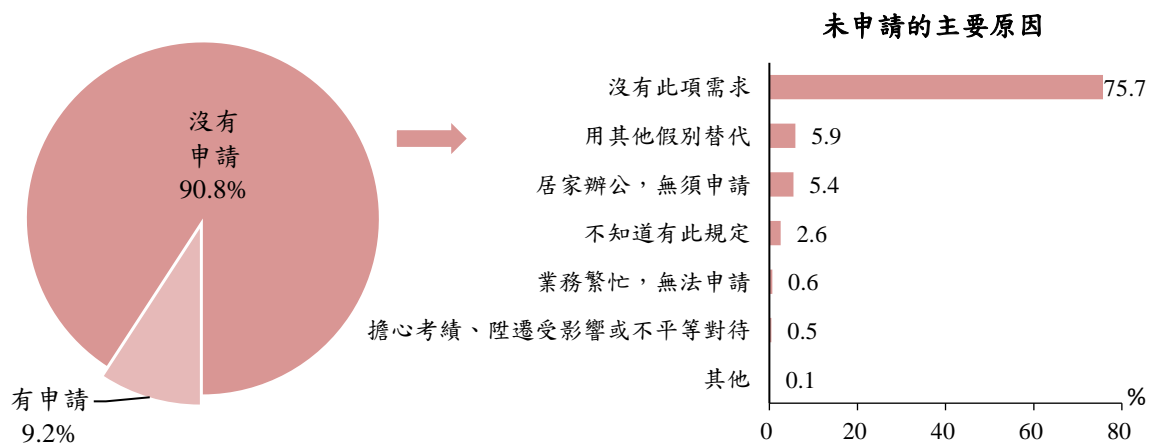 沒有
申請
90.8%
有申請
9.2%
未申請的主要原因
沒有此項需求 75.7
用其他假別替代 5.9
居家辦公，無須申請 5.4
不知道有此規定 2.6
業務繁忙，無法申請 0.6
擔心考績、陞遷受影響或不平等對待 0.5
其他 0.1
%
0 20 40 60 80